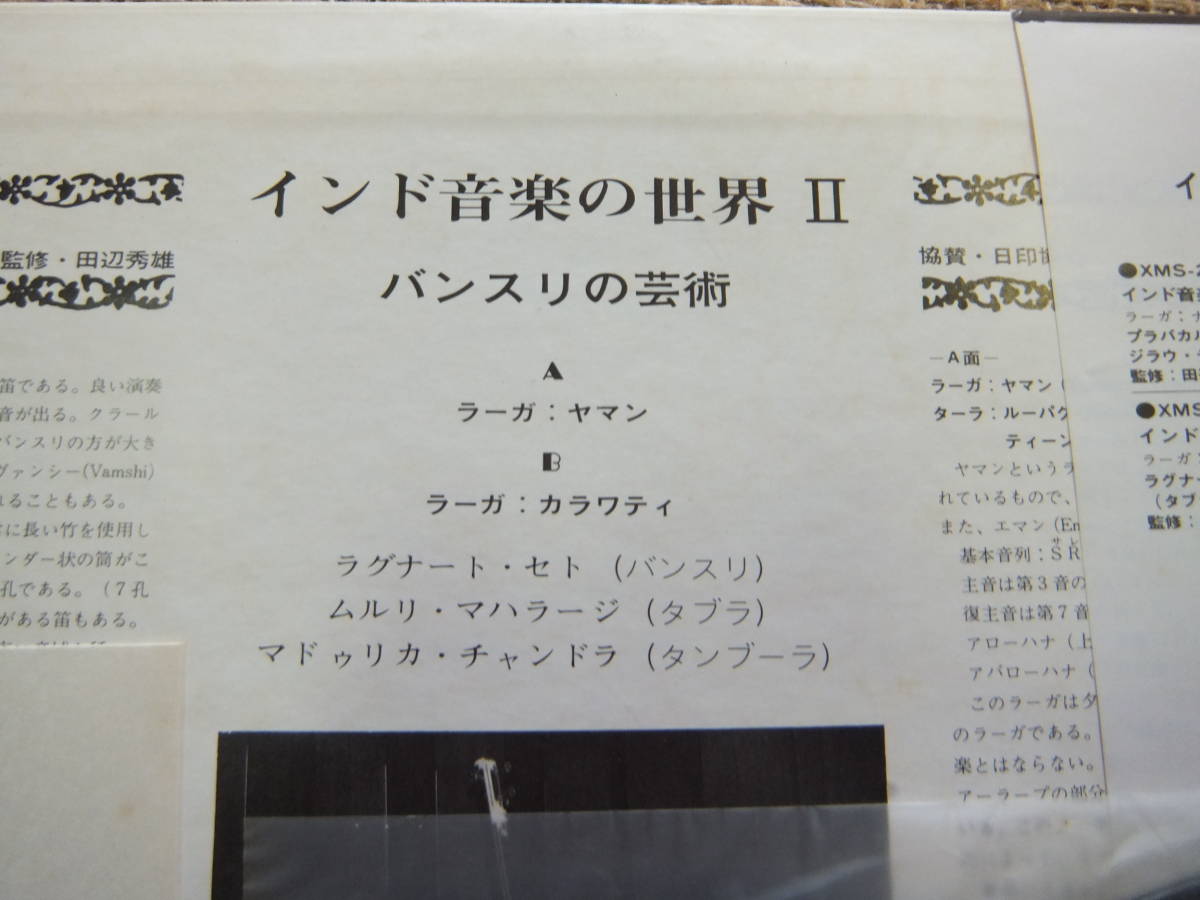 インド音楽の世界 II
バンスリの芸術
監修・田辺秀雄
協賛・日印
A
ラーガ：ヤマン
B
ラーガ：カラワティ
ラグナート・セト（バンスリ）
ムルリ・マハラージ（タブラ）
マドゥリカ・チャンドラ（タンブーラ）
笛である。良い演奏
音が出る。クラール
バンスリの方が大き
ヴァンシー(Vamshi)
れることもある。
に長い竹を使用し
ンダー状の筒がこ
孔である。（7孔
がある笛もある。
―A面―
ラーガ：ヤマン（
ターラ：ルーパク
ティーン
ヤマンというラ
れているもので、
また、エマン(En
サレ
基本音列：S R
主音は第3音の
復主音は第7音
アローハナ（上
アバローハナ（
このラーガは夕
のラーガである。
楽とはならない。
アーラープの部分
イ
●XMS-2
インド音楽
ラーガ：ナ
プラバカル
ジラウ・
監修：田
●XMS
インド
ラーガ：
ラグナー
（タブ
監修：